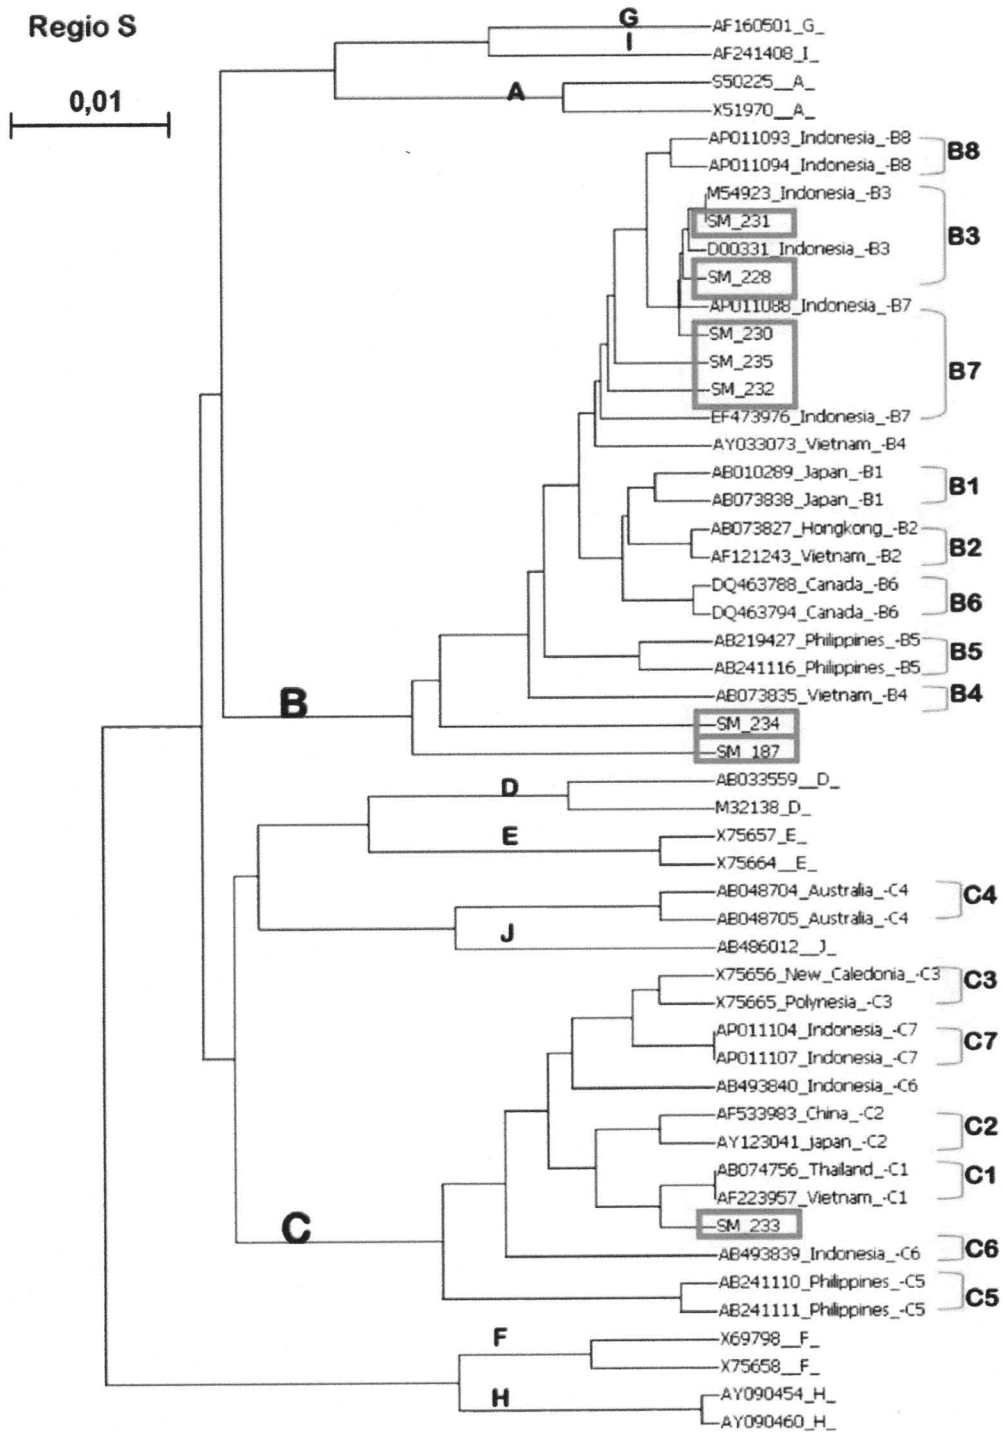 Regio S
0,01
G
AF160501_G_
I
AF241408_I_
S50225__A_
A
X51970__A_
AP011093_Indonesia_-B8
B8
AP011094_Indonesia_-B8
M54923_Indonesia_-B3
SM_231
B3
D00331_Indonesia_-B3
SM_228
AP011088_Indonesia_-B7
SM_230
SM_235
B7
SM_232
EF473976_Indonesia_-B7
AY033073_Vietnam_-B4
AB010289_Japan_-B1
B1
AB073838_Japan_-B1
AB073827_Hongkong_-B2
B2
AF121243_Vietnam_-B2
DQ463788_Canada_-B6
B6
DQ463794_Canada_-B6
AB219427_Philippines_-B5
B5
AB241116_Philippines_-B5
B
AB073835_Vietnam_-B4
B4
SM_234
SM_187
AB033559__D_
D
M32138_D_
X75657_E_
E
X75664__E_
AB048704_Australia_-C4
C4
AB048705_Australia_-C4
J
AB486012__J_
X75656_New_Caledonia_-C3
C3
X75665_Polynesia_-C3
AP011104_Indonesia_-C7
C7
AP011107_Indonesia_-C7
AB493840_Indonesia_-C6
AF533983_China_-C2
C2
AY123041_japan_-C2
AB074756_Thailand_-C1
C1
AF223957_Vietnam_-C1
C
SM_233
AB493839_Indonesia_-C6
C6
AB241110_Philippines_-C5
C5
AB241111_Philippines_-C5
F
X69798__F_
X75658__F_
H
AY090454_H_
AY090460_H_